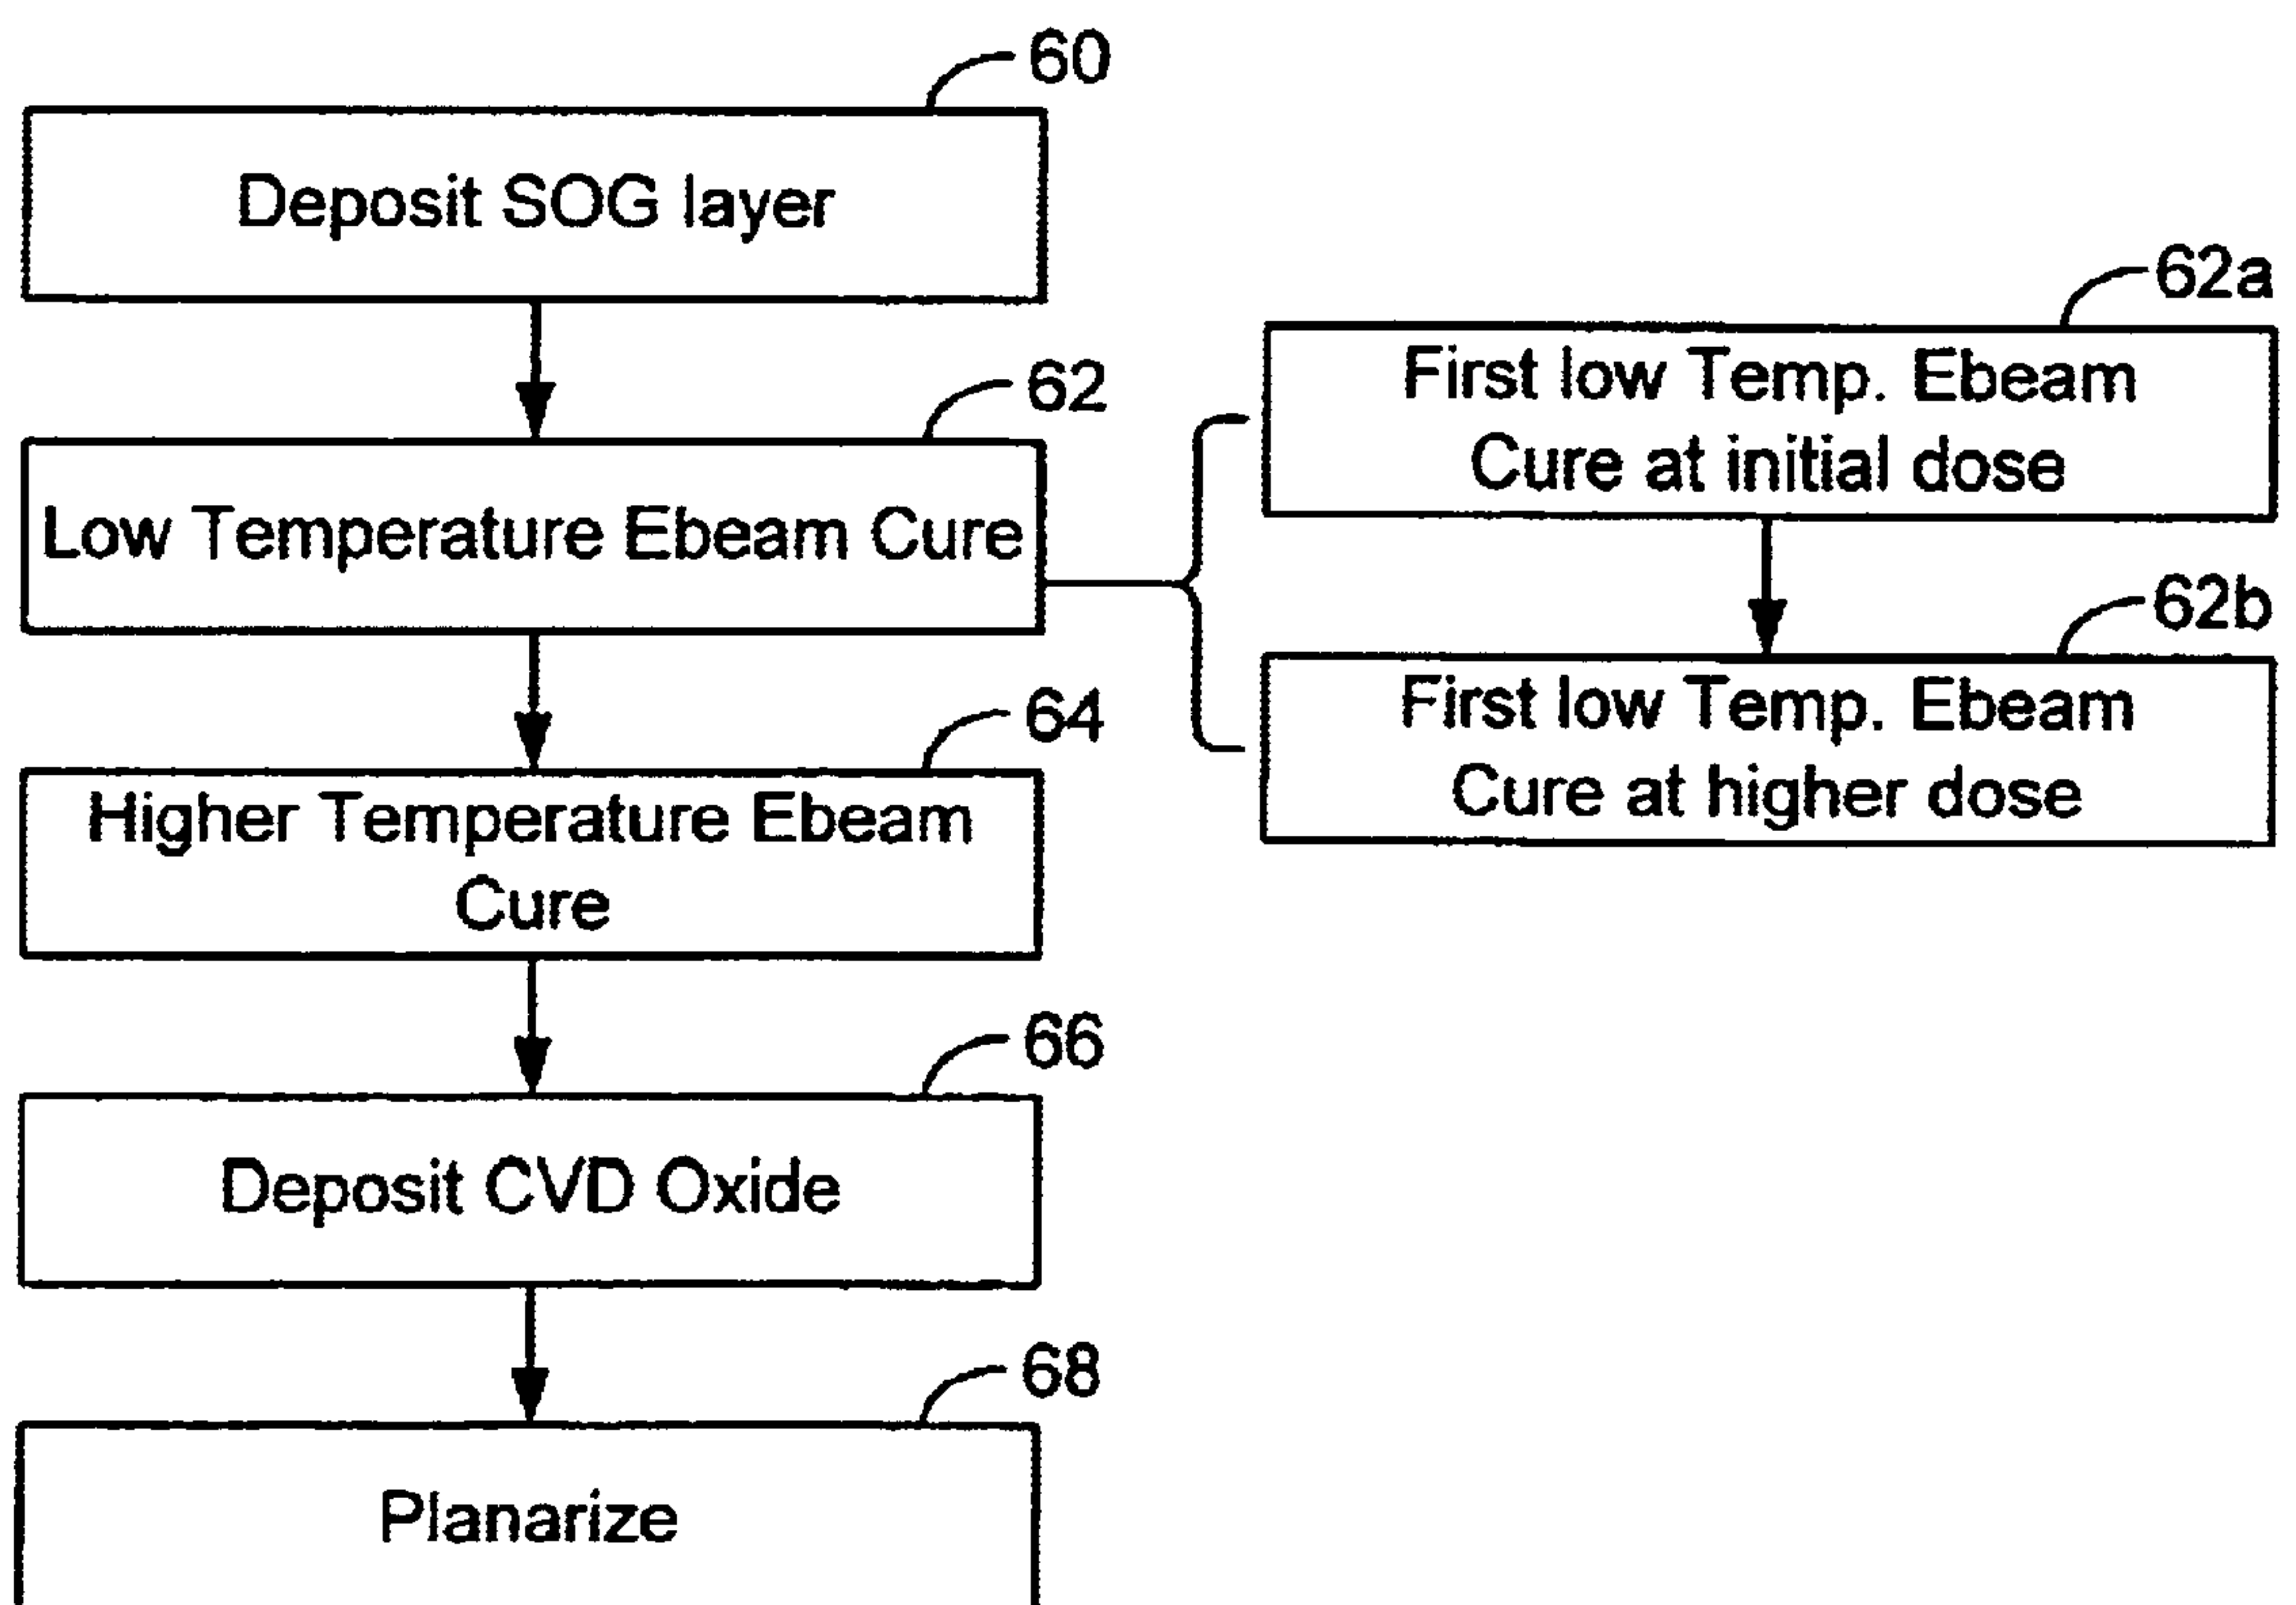 60
Deposit SOG layer
62
Low Temperature Ebeam Cure
62a
First low Temp. Ebeam
Cure at initial dose
62b
First low Temp. Ebeam
Cure at higher dose
64
Higher Temperature Ebeam
Cure
66
Deposit CVD Oxide
68
Planarize